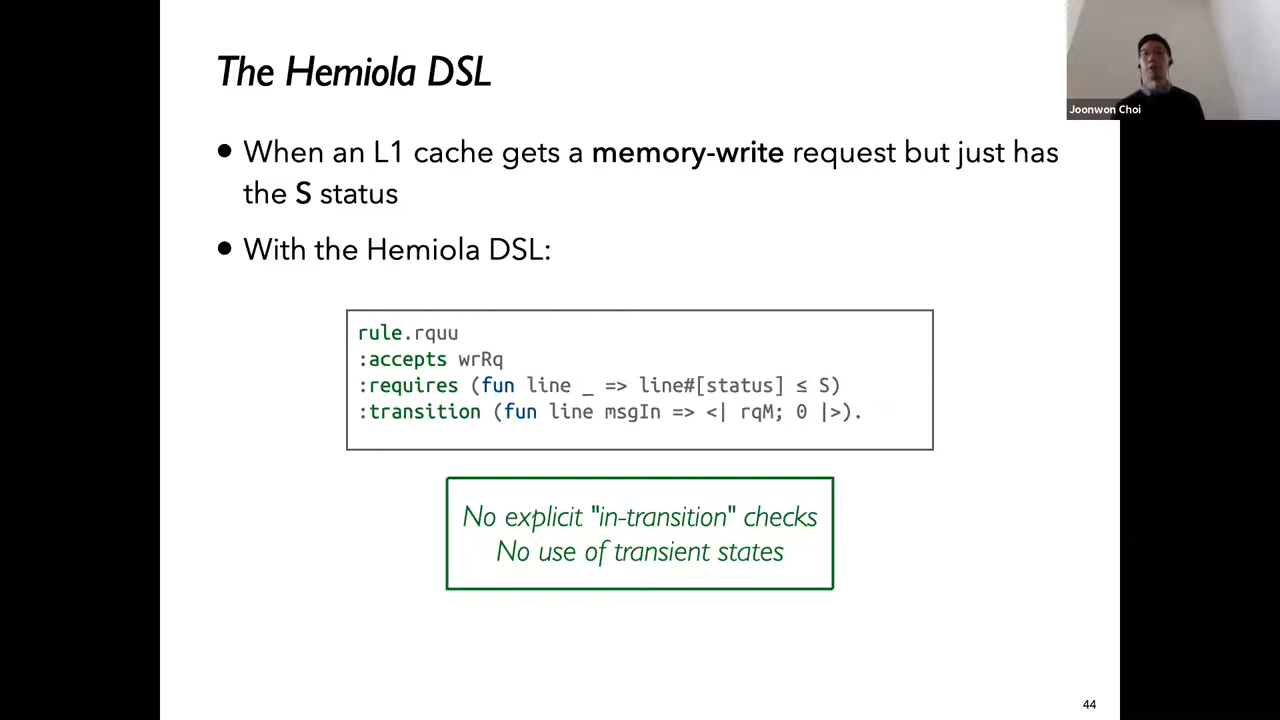 The Hemiola DSL
Joonwon Choi
• When an L1 cache gets a memory-write request but just has
the S status
• With the Hemiola DSL:
rule.rquu
:accepts wrRq
:requires (fun line _ => line#[status] ≤ S)
:transition (fun line msgIn => <| rqM; 0 |>).
No explicit "in-transition" checks
No use of transient states
44